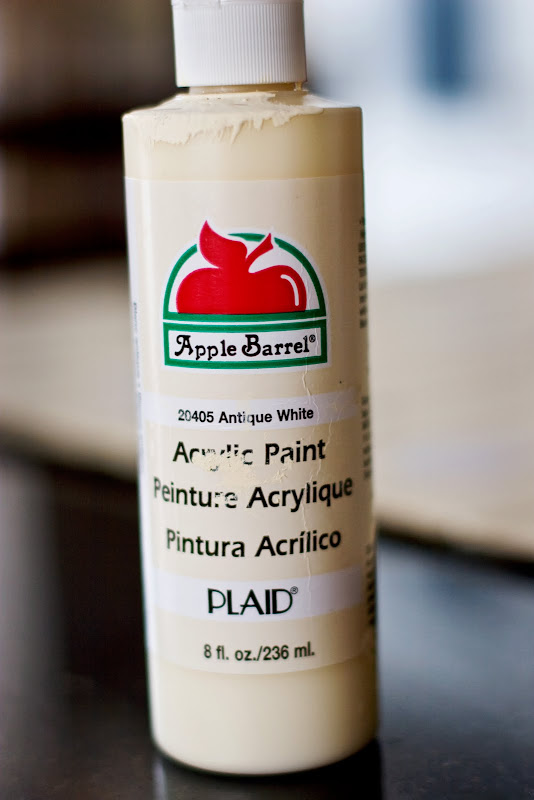 Apple Barrel®
20405 Antique White
Acrylic Paint
Peinture Acrylique
Pintura Acrílico
PLAID®
8 fl. oz./236 ml.